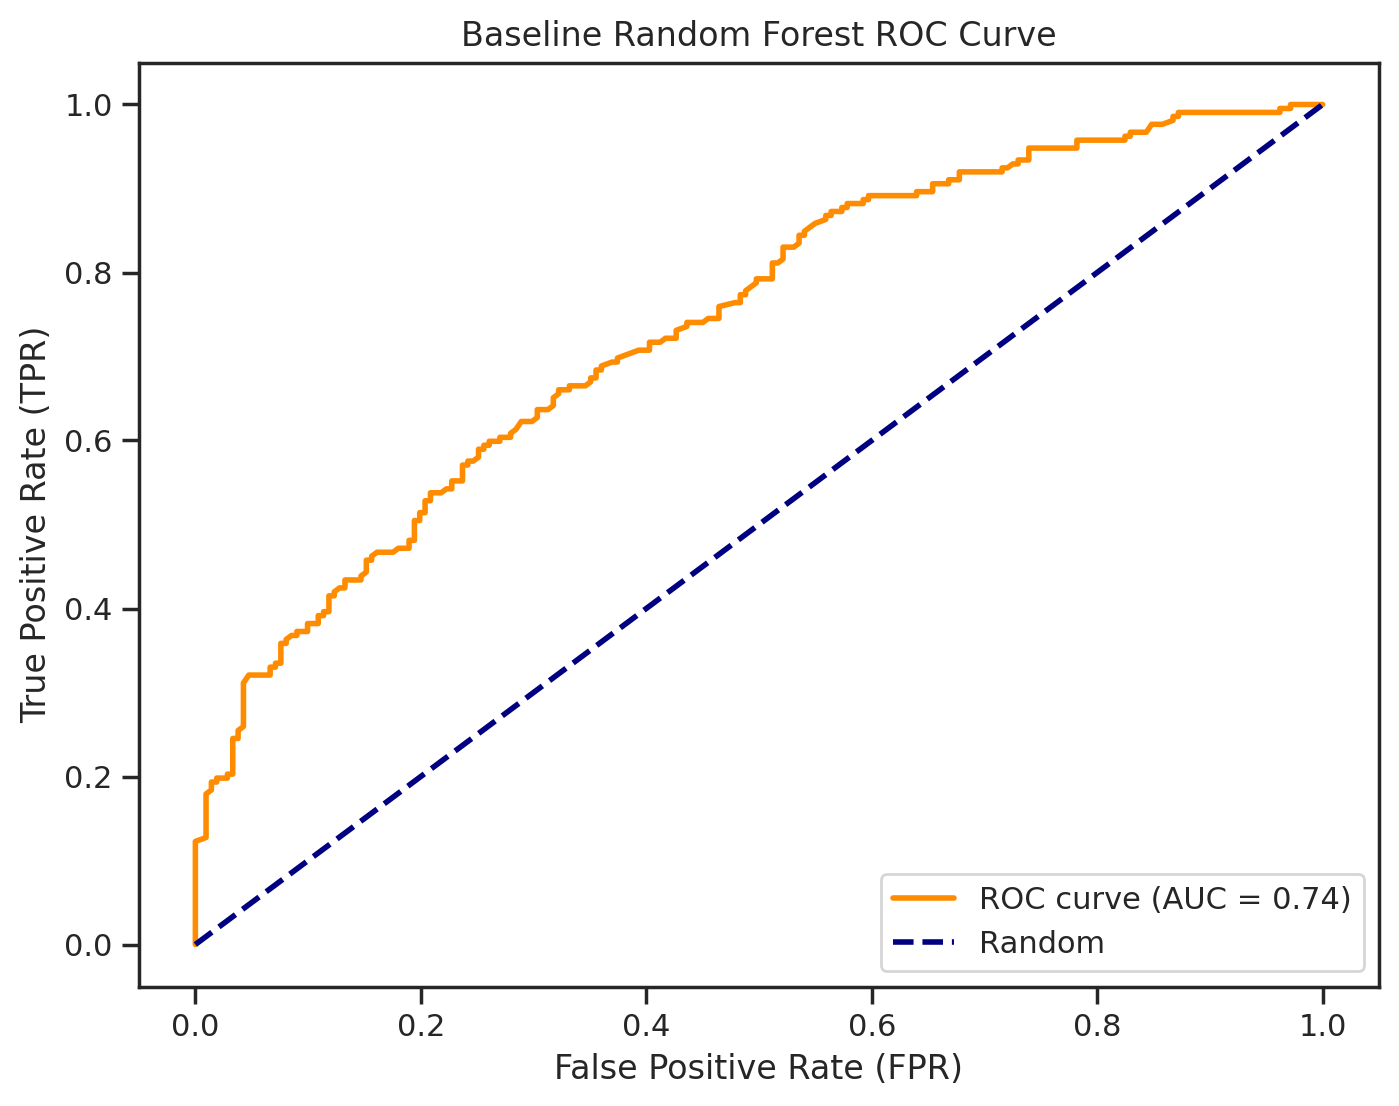 Baseline Random Forest ROC Curve
1.0
0.8
0.6
0.4
0.2
0.0
True Positive Rate (TPR)
ROC curve (AUC = 0.74)
Random
0.0 0.2 0.4 0.6 0.8 1.0
False Positive Rate (FPR)